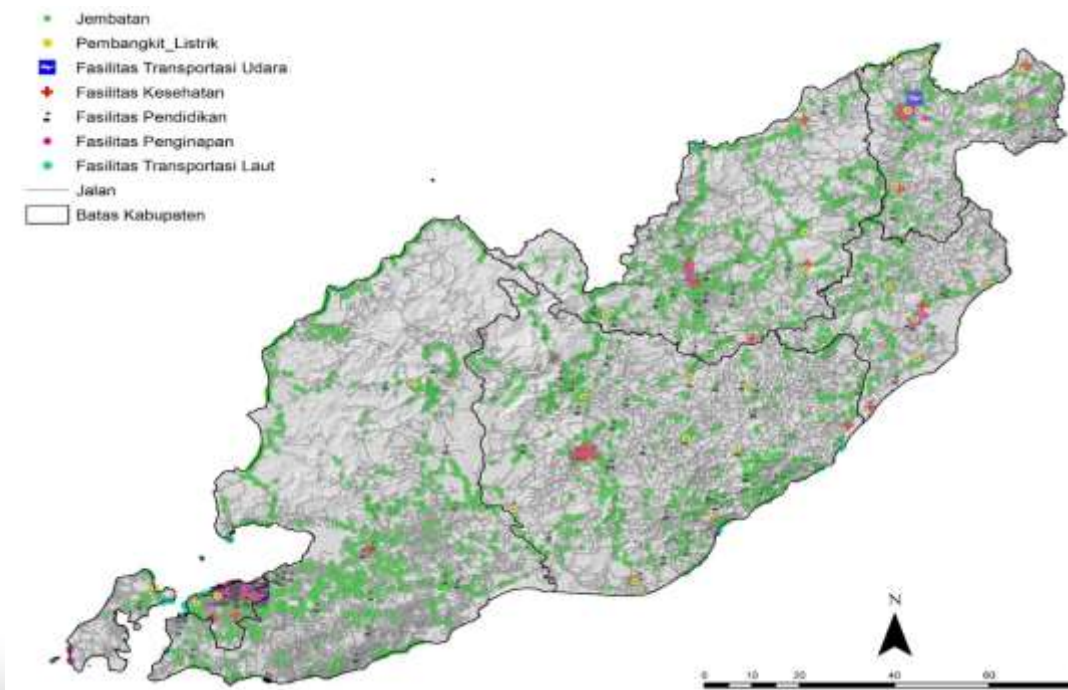 Jembatan
Pembangkit_Listrik
Fasilitas Transportasi Udara
Fasilitas Kesehatan
Fasilitas Pendidikan
Fasilitas Penginapan
Fasilitas Transportasi Laut
Jalan
Batas Kabupaten
N
0 10 20 40 60